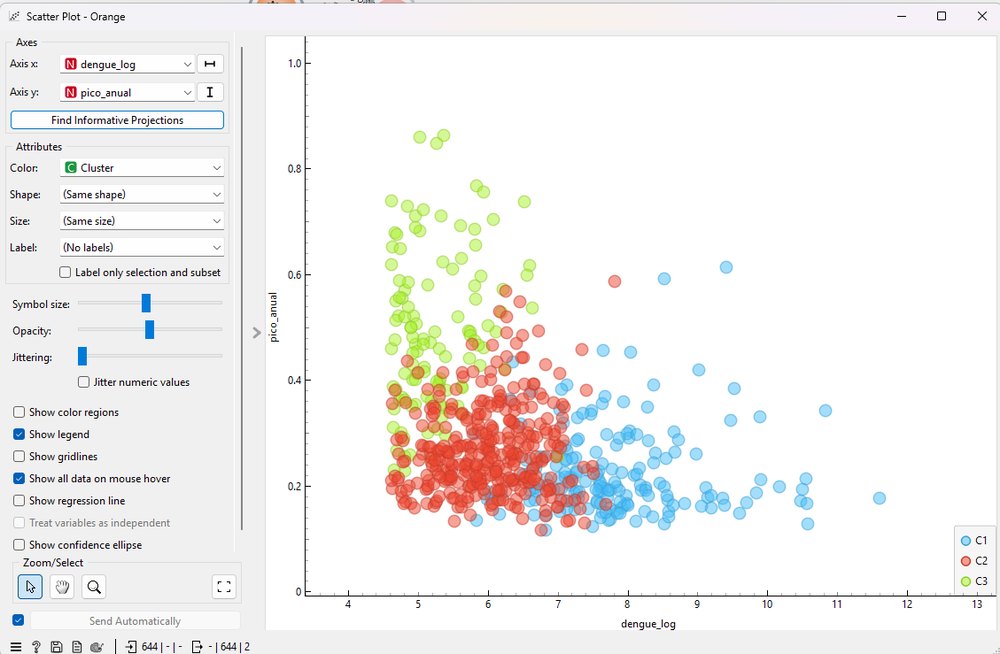 Scatter Plot - Orange
Axes
Axis x: N dengue_log
Axis y: N pico_anual
Find Informative Projections
Attributes
Color: C Cluster
Shape: (Same shape)
Size: (Same size)
Label: (No labels)
Label only selection and subset
Symbol size:
Opacity:
Jittering:
Jitter numeric values
Show color regions
Show legend
Show gridlines
Show all data on mouse hover
Show regression line
Treat variables as independent
Show confidence ellipse
Zoom/Select
Send Automatically
? 644 | - | - - | 644 | 2
1.0
0.8
0.6
0.4
0.2
0
pico_anual
4 5 6 7 8 9 10 11 12 13
dengue_log
C1
C2
C3